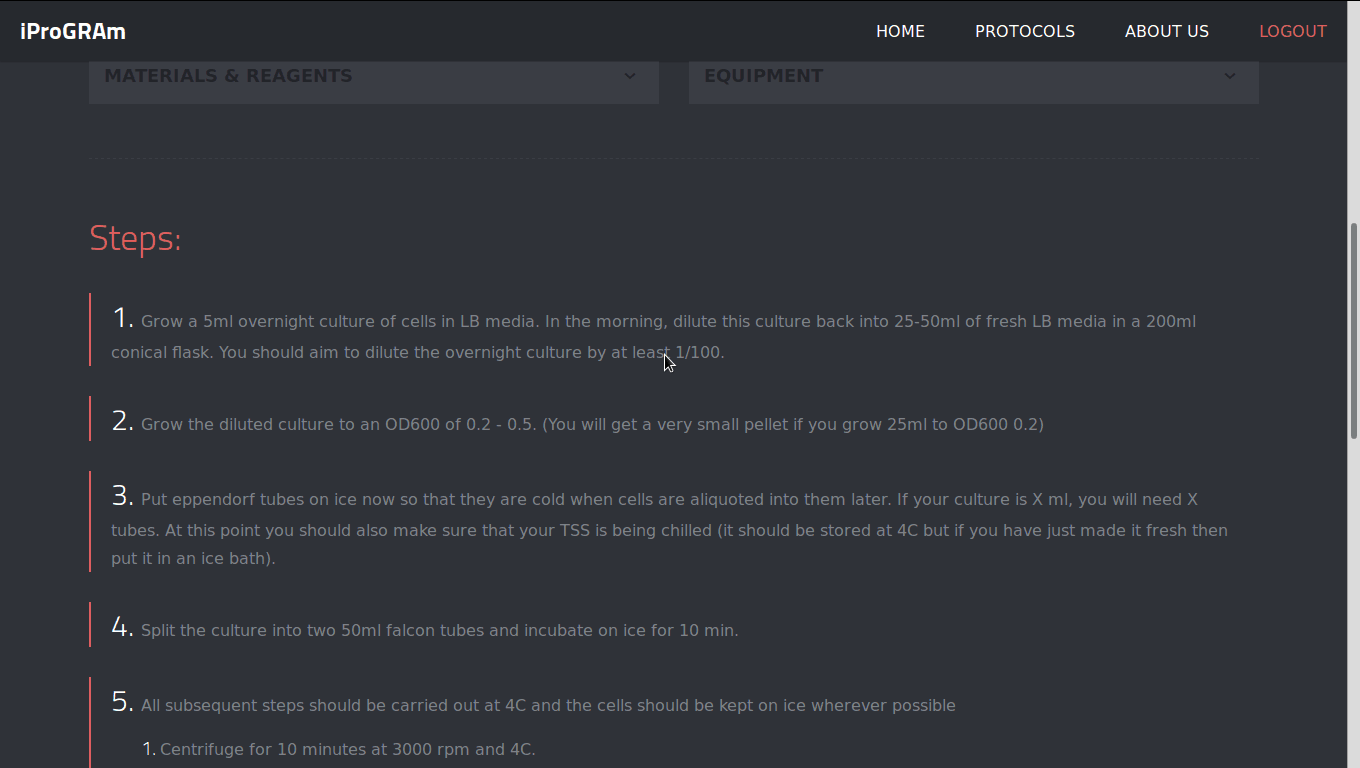 iProGRAm
HOME PROTOCOLS ABOUT US LOGOUT
MATERIALS & REAGENTS EQUIPMENT
Steps:
1. Grow a 5ml overnight culture of cells in LB media. In the morning, dilute this culture back into 25-50ml of fresh LB media in a 200ml
conical flask. You should aim to dilute the overnight culture by at least 1/100.
2. Grow the diluted culture to an OD600 of 0.2 - 0.5. (You will get a very small pellet if you grow 25ml to OD600 0.2)
3. Put eppendorf tubes on ice now so that they are cold when cells are aliquoted into them later. If your culture is X ml, you will need X
tubes. At this point you should also make sure that your TSS is being chilled (it should be stored at 4C but if you have just made it fresh then
put it in an ice bath).
4. Split the culture into two 50ml falcon tubes and incubate on ice for 10 min.
5. All subsequent steps should be carried out at 4C and the cells should be kept on ice wherever possible
1. Centrifuge for 10 minutes at 3000 rpm and 4C.